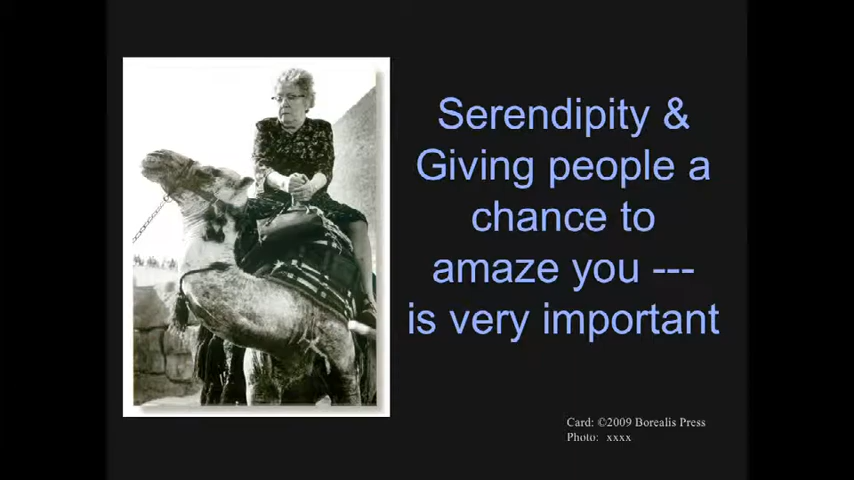 Serendipity &
Giving people a
chance to
amaze you ---
is very important
Card: ©2009 Borealis Press
Photo: xxxx